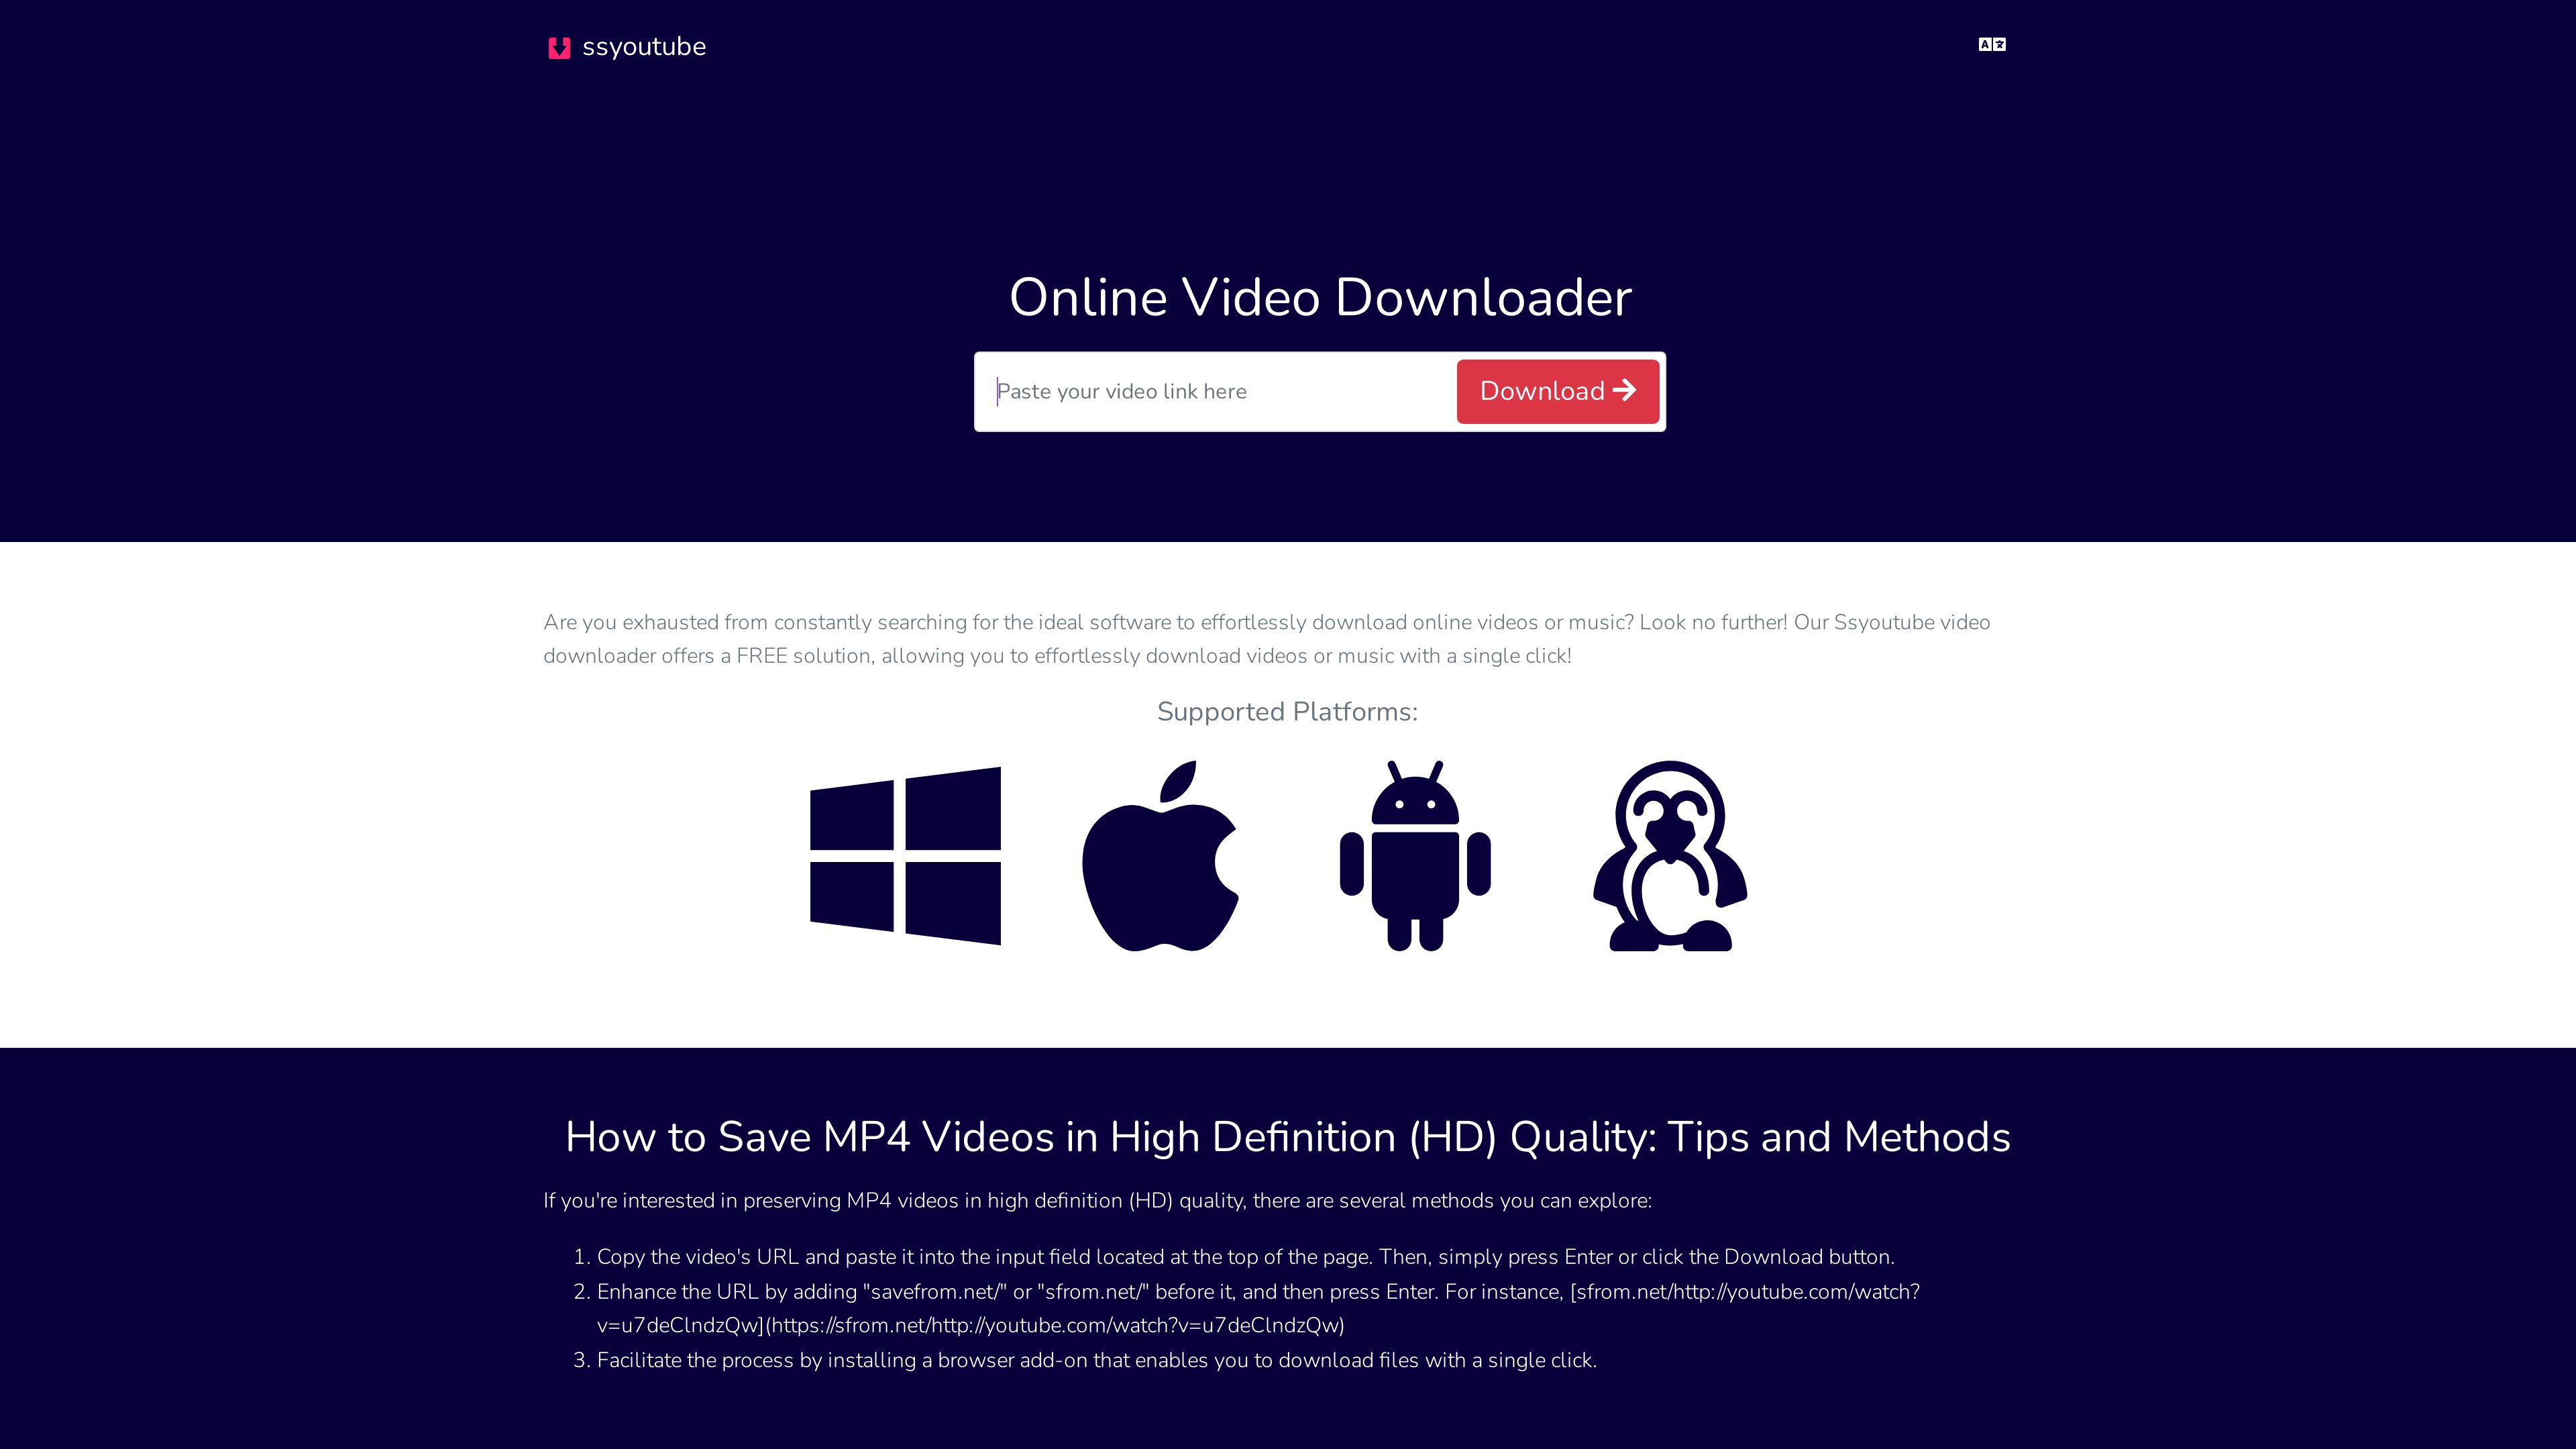 ssyoutube
Online Video Downloader
Paste your video link here
Download
Are you exhausted from constantly searching for the ideal software to effortlessly download online videos or music? Look no further! Our Ssyoutube video
downloader offers a FREE solution, allowing you to effortlessly download videos or music with a single click!
Supported Platforms:
How to Save MP4 Videos in High Definition (HD) Quality: Tips and Methods
If you're interested in preserving MP4 videos in high definition (HD) quality, there are several methods you can explore:
1. Copy the video's URL and paste it into the input field located at the top of the page. Then, simply press Enter or click the Download button.
2. Enhance the URL by adding "savefrom.net/" or "sfrom.net/" before it, and then press Enter. For instance, [sfrom.net/http://youtube.com/watch?
v=u7deClndzQw](https://sfrom.net/http://youtube.com/watch?v=u7deClndzQw)
3. Facilitate the process by installing a browser add-on that enables you to download files with a single click.